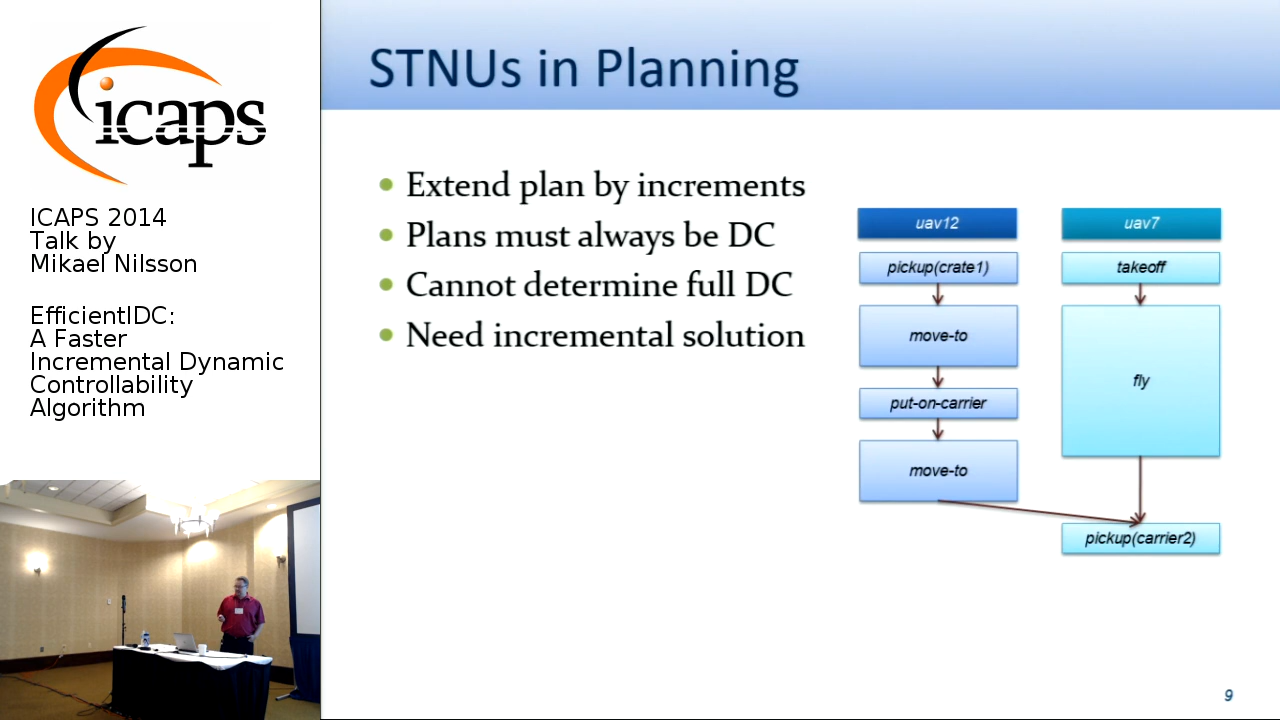 icaps
ICAPS 2014
Talk by
Mikael Nilsson
EfficientIDC:
A Faster
Incremental Dynamic
Controllability
Algorithm
STNUs in Planning
Extend plan by increments
Plans must always be DC
Cannot determine full DC
Need incremental solution
uav12
pickup(crate1)
move-to
put-on-carrier
move-to
uav7
takeoff
fly
pickup(carrier2)
9